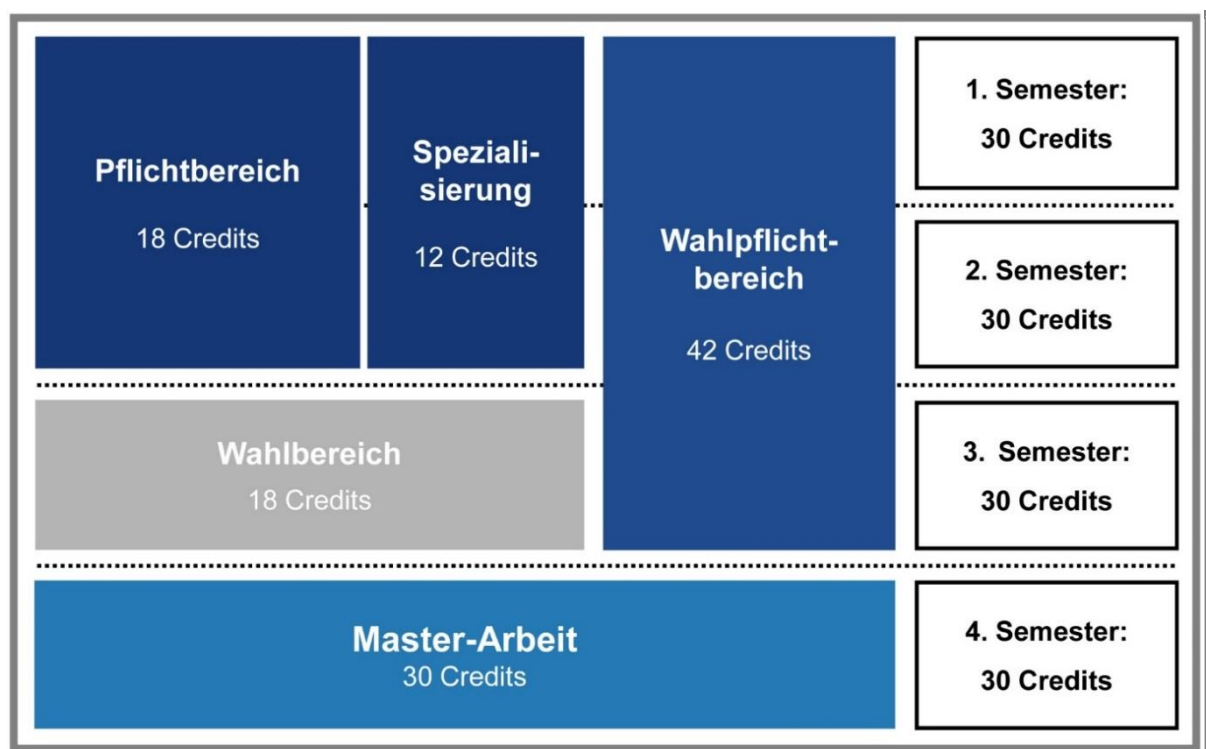 Pflichtbereich
18 Credits
Speziali-
sierung
12 Credits
Wahlpflicht-
bereich
42 Credits
1. Semester:
30 Credits
2. Semester:
30 Credits
Wahlbereich
18 Credits
3. Semester:
30 Credits
Master-Arbeit
30 Credits
4. Semester:
30 Credits